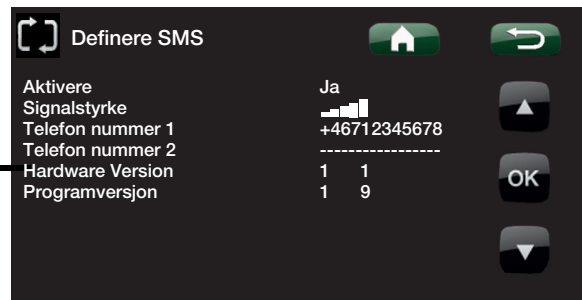 Definere SMS
Aktivere Ja
Signalstyrke
Telefon nummer 1 +46712345678
Telefon nummer 2 -----------------
Hardware Version 1 1
Programversjon 1 9
OK